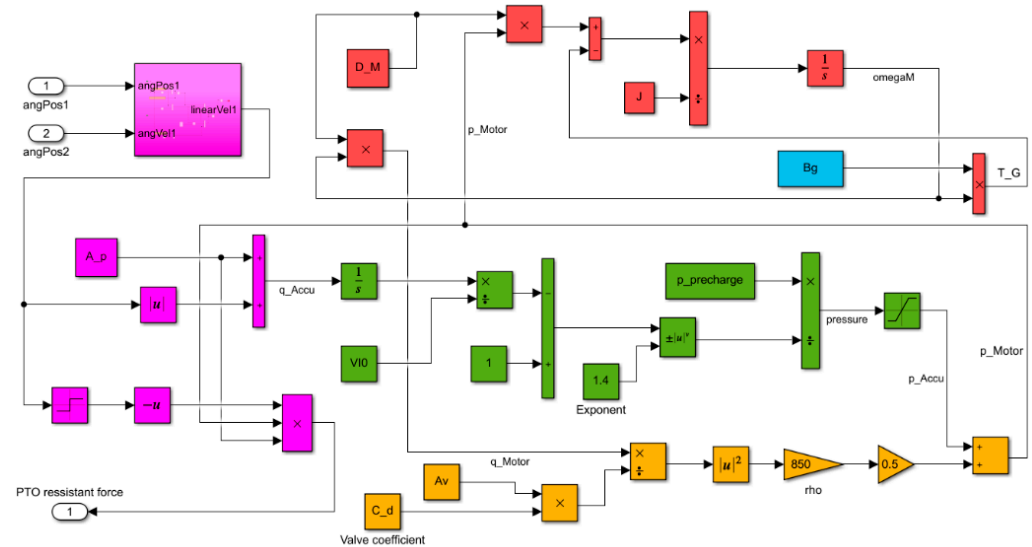 D_M
×
+
−
×
÷
J
1/s
omegaM
1
angPos1
2
angPos2
angPos1
angVel1
linearVel1
p_Motor
×
Bg
×
T_G
A_p
|u|
+
+
q_Accu
1/s
×
÷
VI0
−
+
1
p_precharge
±|u|ᵛ
1.4
Exponent
×
÷
pressure
p_Accu
p_Motor
−u
×
PTO ressistant force
1
q_Motor
Av
C_d
Valve coefficient
×
×
÷
|u|²
850
rho
0.5
+
+